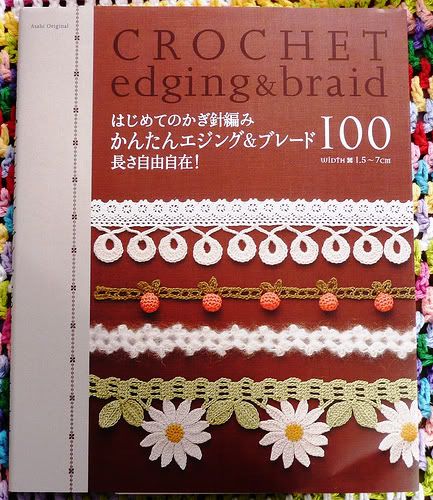 Asahi Original
CROCHET
edging&braid
はじめてのかぎ針編み
かんたんエジング&ブレード 100
長さ自由自在!
WIDTH ⌘ 1.5~7cm